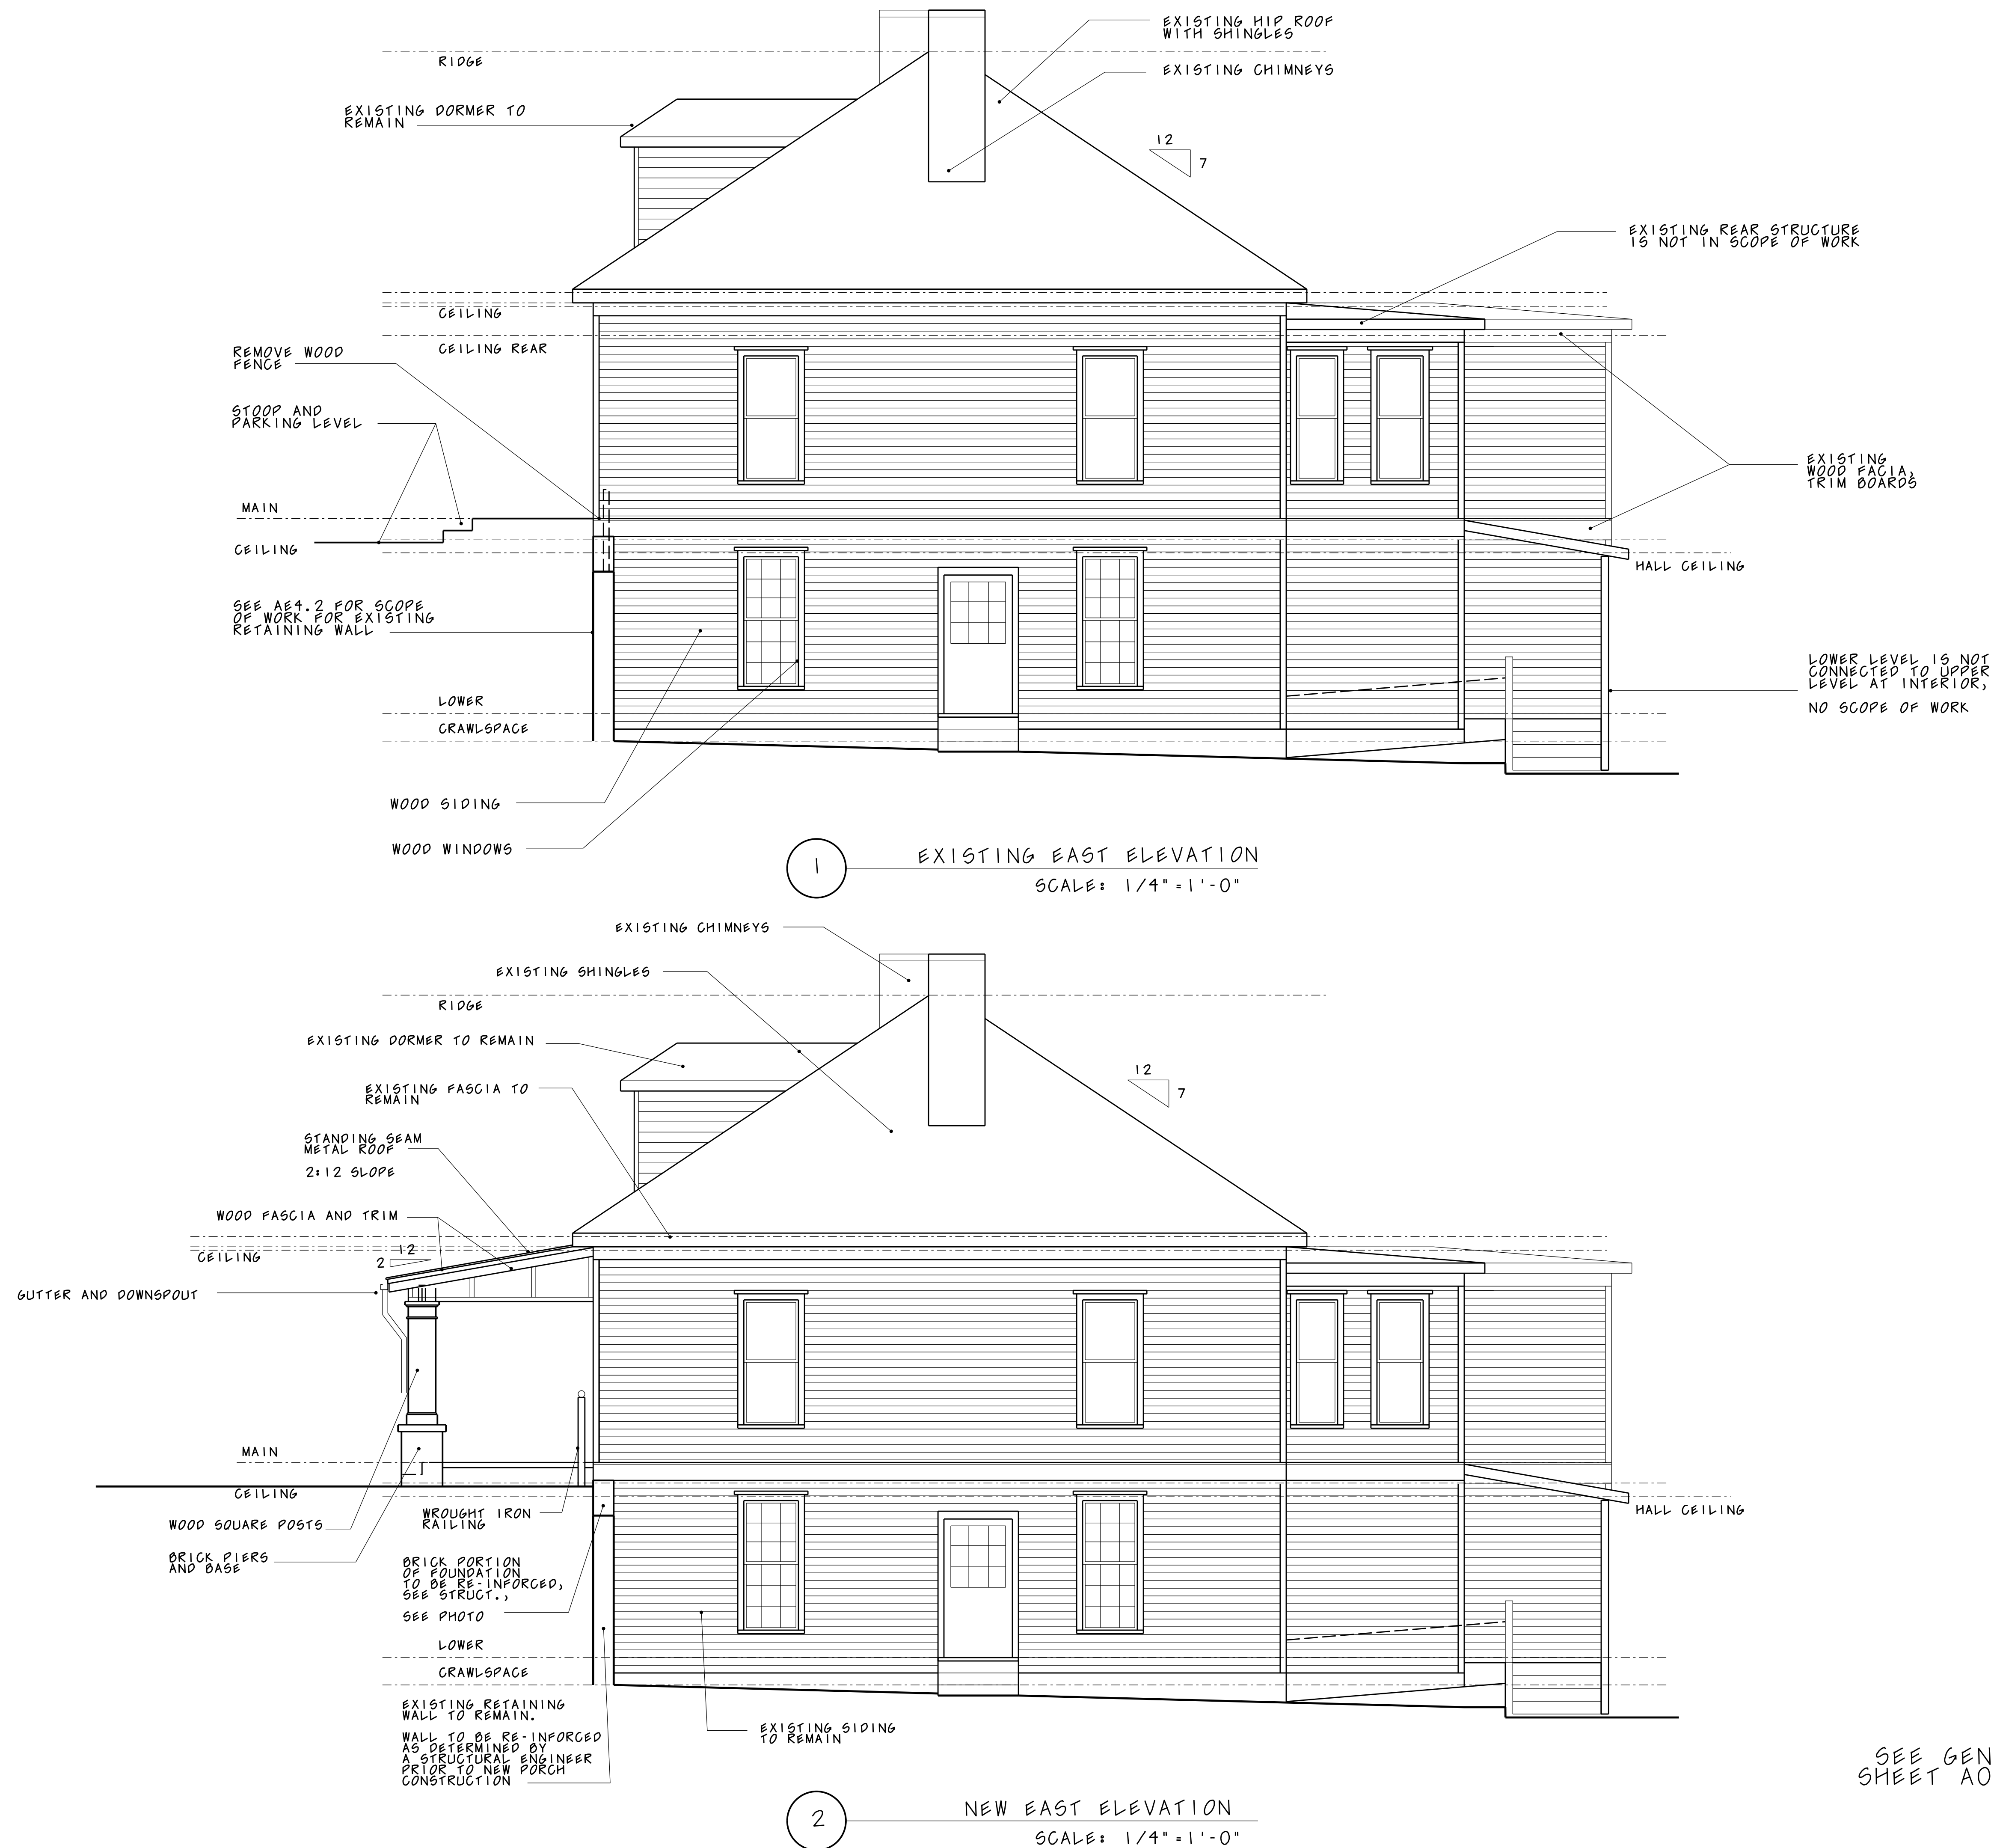 EXISTING HIP ROOF
WITH SHINGLES
RIDGE
EXISTING CHIMNEYS
EXISTING DORMER TO
REMAIN
12
7
EXISTING REAR STRUCTURE
IS NOT IN SCOPE OF WORK
CEILING
CEILING REAR
REMOVE WOOD
FENCE
STOOP AND
PARKING LEVEL
EXISTING
WOOD FACIA,
TRIM BOARDS
MAIN
CEILING
HALL CEILING
SEE AE4.2 FOR SCOPE
OF WORK FOR EXISTING
RETAINING WALL
LOWER LEVEL IS NOT
CONNECTED TO UPPER
LEVEL AT INTERIOR,
NO SCOPE OF WORK
LOWER
CRAWLSPACE
WOOD SIDING
WOOD WINDOWS
1
EXISTING EAST ELEVATION
SCALE: 1/4"=1'-0"
EXISTING CHIMNEYS
EXISTING SHINGLES
RIDGE
EXISTING DORMER TO REMAIN
12
7
EXISTING FASCIA TO
REMAIN
STANDING SEAM
METAL ROOF
2:12 SLOPE
WOOD FASCIA AND TRIM
CEILING
12
2
GUTTER AND DOWNSPOUT
MAIN
CEILING
HALL CEILING
WOOD SQUARE POSTS
WROUGHT IRON
RAILING
BRICK PIERS
AND BASE
BRICK PORTION
OF FOUNDATION
TO BE RE-INFORCED,
SEE STRUCT.,
SEE PHOTO
LOWER
CRAWLSPACE
EXISTING RETAINING
WALL TO REMAIN.
WALL TO BE RE-INFORCED
AS DETERMINED BY
A STRUCTURAL ENGINEER
PRIOR TO NEW PORCH
CONSTRUCTION
EXISTING SIDING
TO REMAIN
SEE GEN
SHEET AO
2
NEW EAST ELEVATION
SCALE: 1/4"=1'-0"